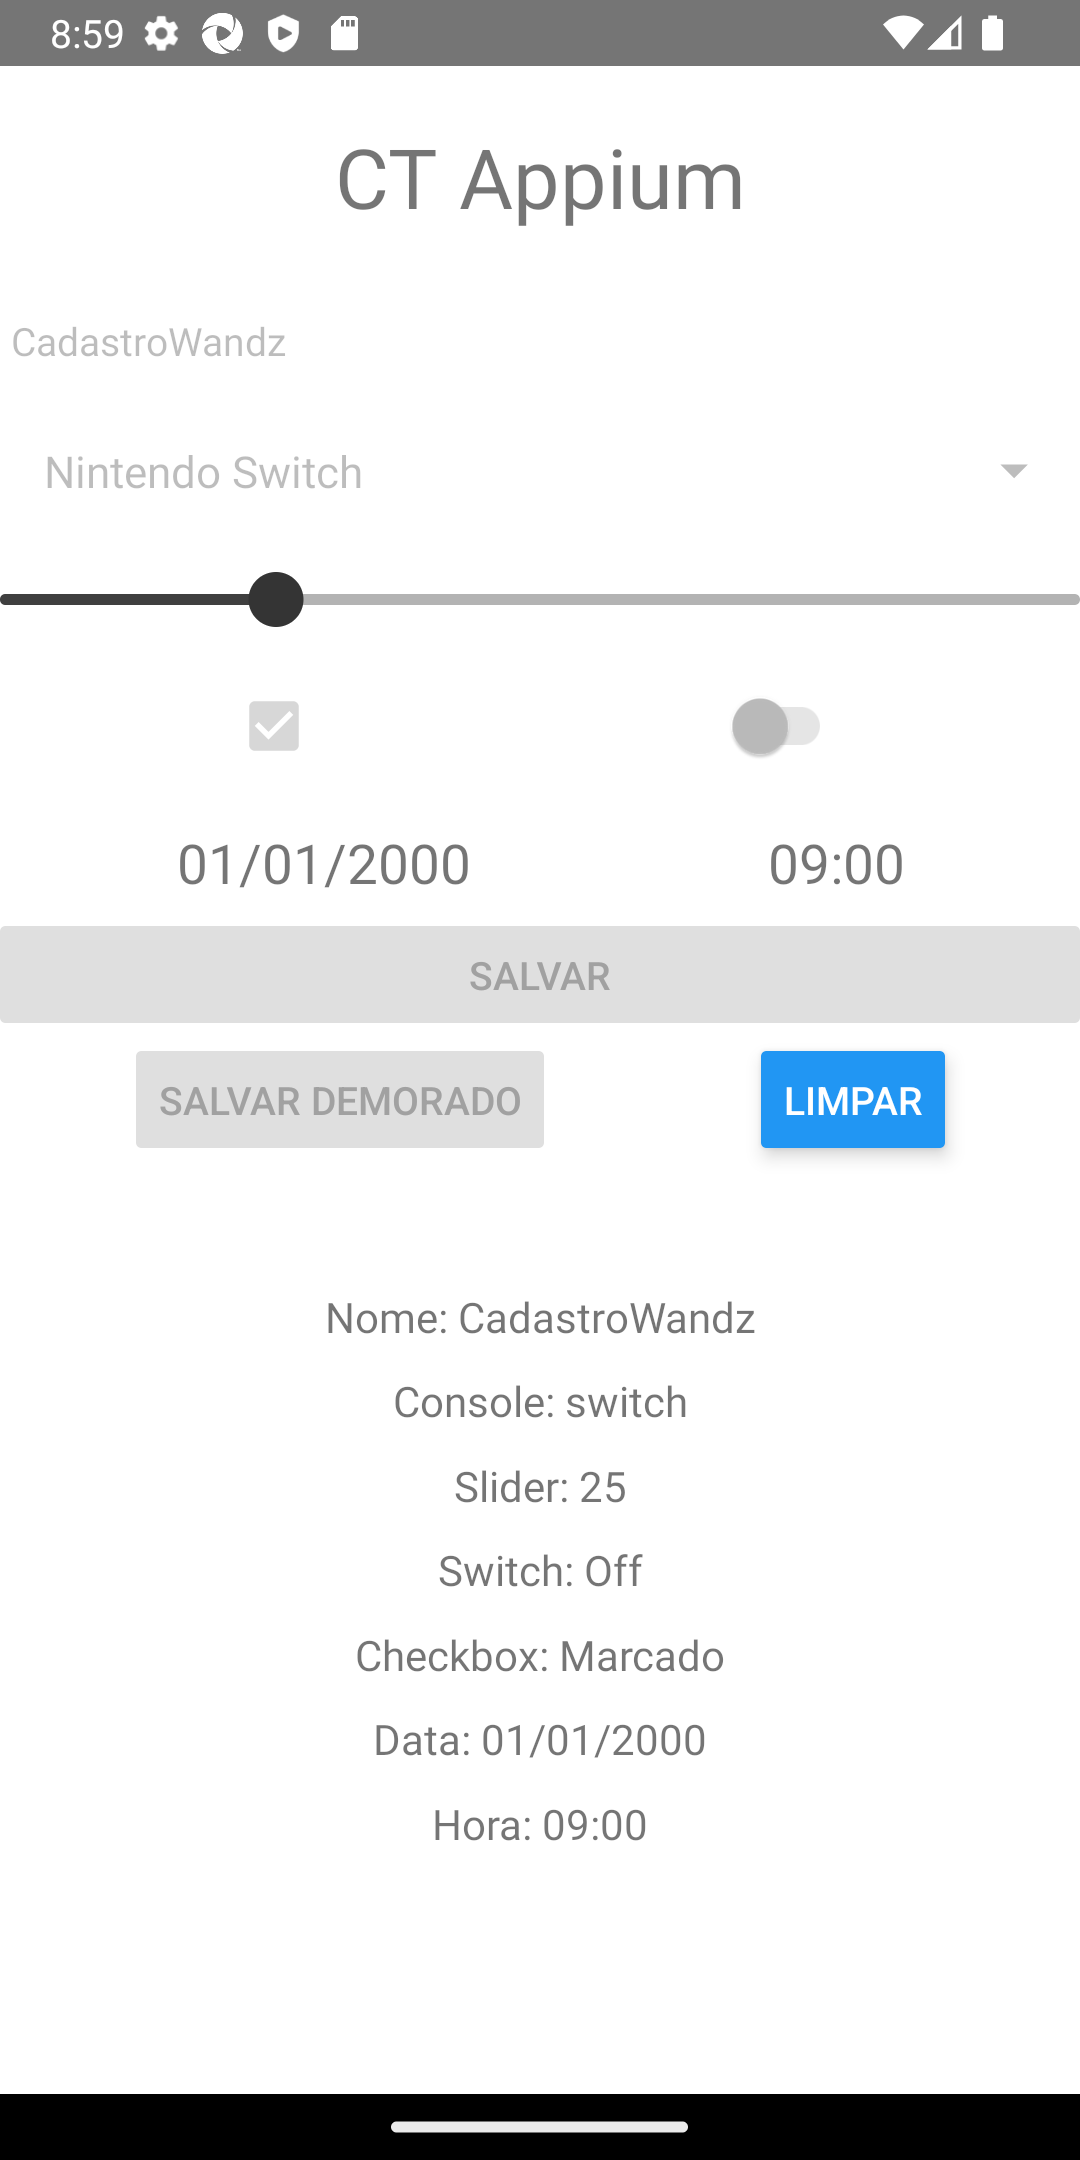 8:59
CT Appium
CadastroWandz
Nintendo Switch
01/01/2000 09:00
SALVAR
SALVAR DEMORADO LIMPAR
Nome: CadastroWandz
Console: switch
Slider: 25
Switch: Off
Checkbox: Marcado
Data: 01/01/2000
Hora: 09:00